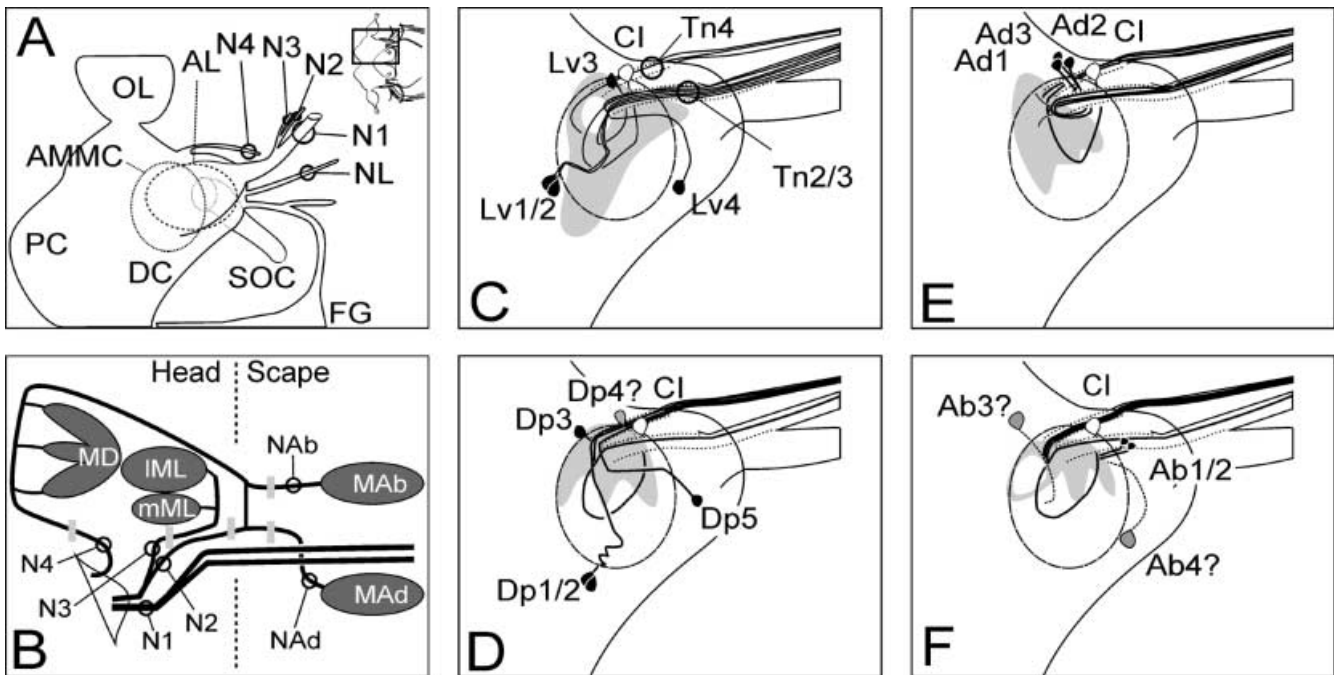 A
OL
AL
N4
N3
N2
N1
NL
AMMC
PC
DC
SOC
FG
B
Head
Scape
MD
lML
mML
NAb
MAb
N4
N3
N1
N2
NAd
MAd
C
CI
Tn4
Lv3
Tn2/3
Lv1/2
Lv4
D
Dp4?
CI
Dp3
Dp5
Dp1/2
E
Ad3
Ad2
CI
Ad1
F
CI
Ab3?
Ab1/2
Ab4?